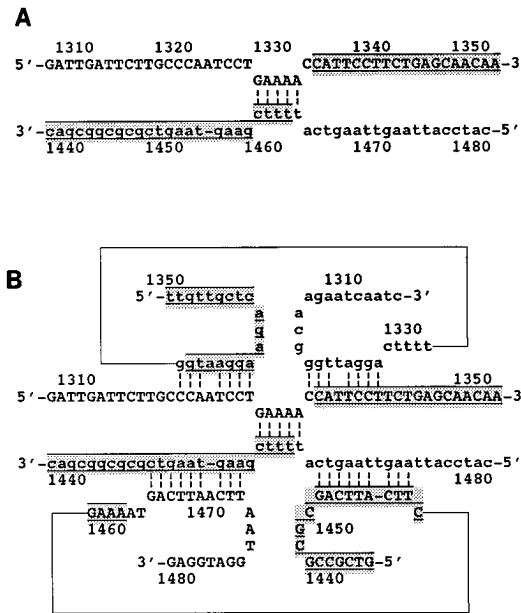 A
1310 1320 1330 1340 1350
5'-GATTGATTCTTGCCCAATCCT CCATTCCTTCTGAGCAACAA-3
GAAAA
ctttt
3'-cagcggcgcgctgaat-gaag actgaattgaattacctac-5'
1440 1450 1460 1470 1480
B
1350 1310
5'-ttgttgctc agaatcaatc-3'
a a
g c 1330
a g ctttt
ggtaagga ggttagga
1310 1350
5'-GATTGATTCTTGCCCAATCCT CCATTCCTTCTGAGCAACAA-3
GAAAA
ctttt
3'-cagcggcgcgctgaat-gaag actgaattgaattacctac-5'
1440 1480
GACTTAACTT GACTTA-CTT
GAAAAT 1470 C C
1460 A G 1450
A C
T
3'-GAGGTAGG GCCGCTG-5'
1480 1440